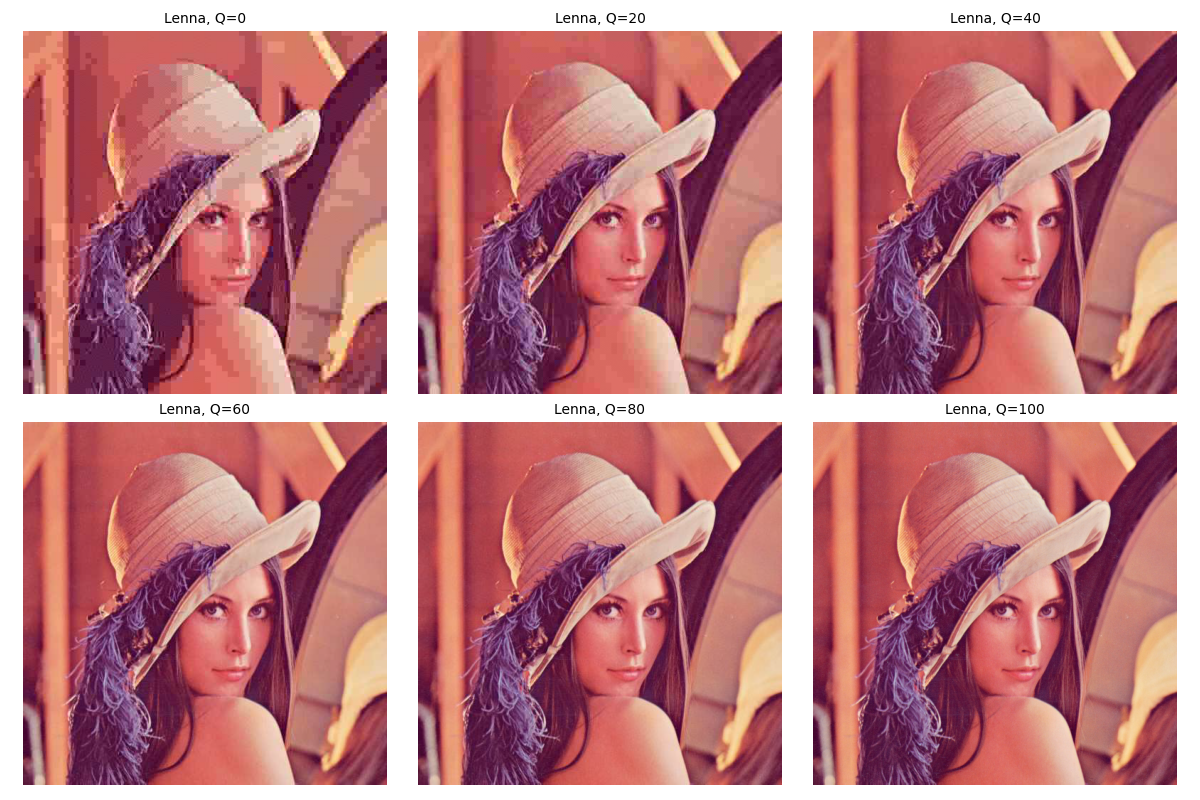 Lenna, Q=0
Lenna, Q=20
Lenna, Q=40
Lenna, Q=60
Lenna, Q=80
Lenna, Q=100